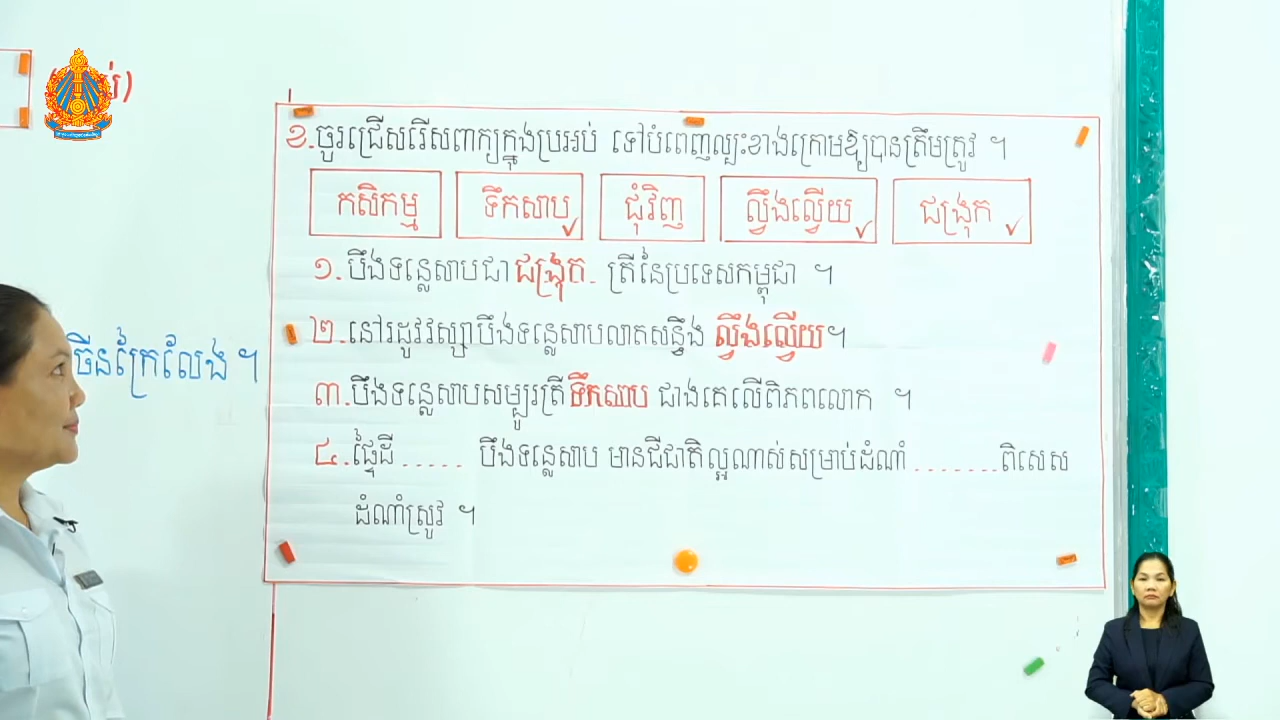 ខ.ចូរជ្រើសរើសពាក្យក្នុងប្រអប់ ទៅបំពេញល្បះខាងក្រោមឱ្យបានត្រឹមត្រូវ ។
កសិកម្ម ទឹកសាប ជុំវិញ ល្វឹងល្វើយ ជង្រុក
១.បឹងទន្លេសាបជា ជង្រុក. ត្រីនៃប្រទេសកម្ពុជា ។
២.នៅរដូវវស្សាបឹងទន្លេសាបលាតសន្ធឹង ល្វឹងល្វើយ។
ចិនក្រៃលែង ។
៣.បឹងទន្លេសាបសម្បូរត្រីទឹកសាប ជាងគេលើពិភពលោក ។
៤.ផ្ទៃដី ..... បឹងទន្លេសាប មានជីជាតិល្អណាស់សម្រាប់ដំណាំ .......ពិសេស
ដំណាំស្រូវ ។